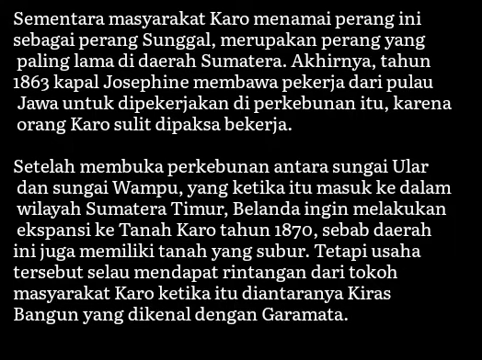 Sementara masyarakat Karo menamai perang ini
sebagai perang Sunggal, merupakan perang yang
paling lama di daerah Sumatera. Akhirnya, tahun
1863 kapal Josephine membawa pekerja dari pulau
Jawa untuk dipekerjakan di perkebunan itu, karena
orang Karo sulit dipaksa bekerja.

Setelah membuka perkebunan antara sungai Ular
dan sungai Wampu, yang ketika itu masuk ke dalam
wilayah Sumatera Timur, Belanda ingin melakukan
ekspansi ke Tanah Karo tahun 1870, sebab daerah
ini juga memiliki tanah yang subur. Tetapi usaha
tersebut selau mendapat rintangan dari tokoh
masyarakat Karo ketika itu diantaranya Kiras
Bangun yang dikenal dengan Garamata.